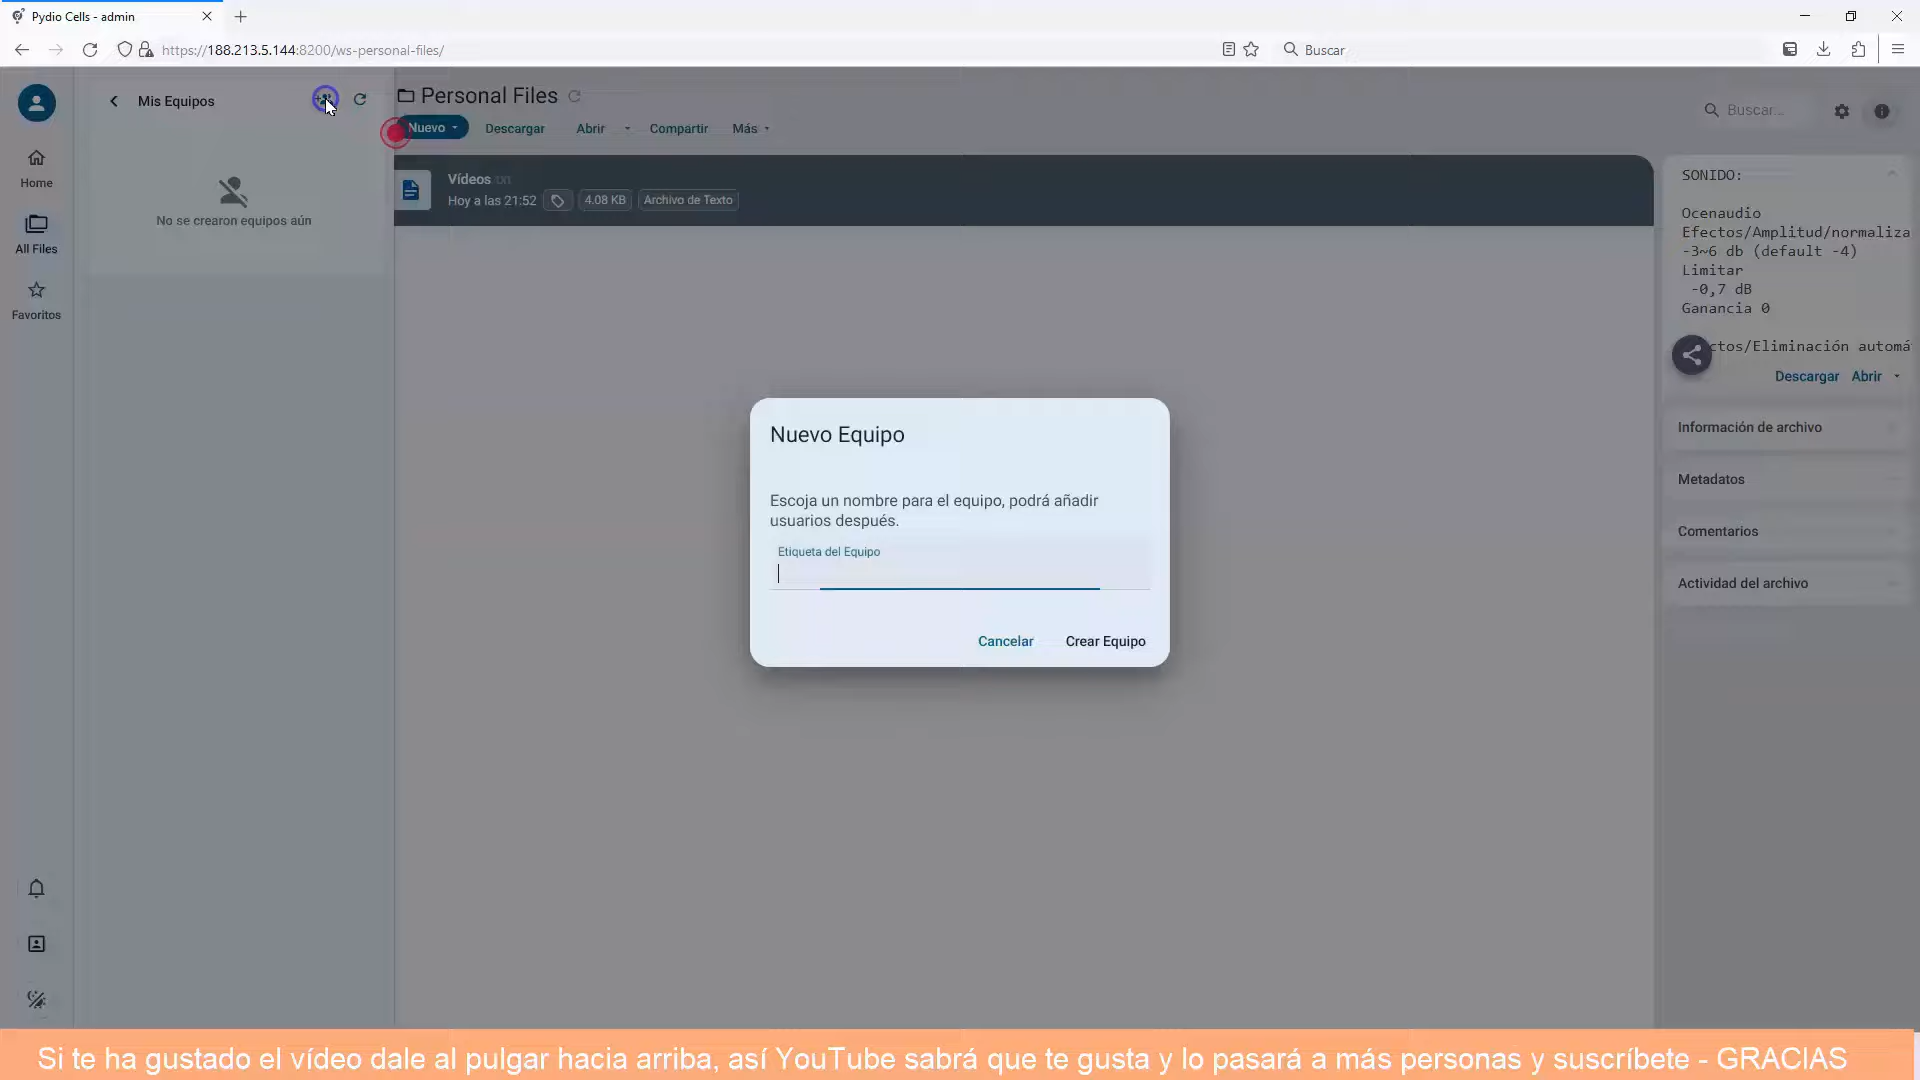 Pydio Cells - admin
https://188.213.5.144:8200/ws-personal-files/
Buscar
Mis Equipos
No se crearon equipos aún
Home
All Files
Favoritos
Personal Files
Nuevo
Descargar
Abrir
Compartir
Más
Buscar...
Vídeos
Hoy a las 21:52
4.08 KB
Archivo de Texto
SONIDO:
Ocenaudio
Efectos/Amplitud/normaliza
-3~6 db (default -4)
Limitar
-0,7 dB
Ganancia 0
ctos/Eliminación automá
Descargar
Abrir
Información de archivo
Metadatos
Comentarios
Actividad del archivo
Nuevo Equipo
Escoja un nombre para el equipo, podrá añadir
usuarios después.
Etiqueta del Equipo
Cancelar
Crear Equipo
Si te ha gustado el vídeo dale al pulgar hacia arriba, así YouTube sabrá que te gusta y lo pasará a más personas y suscríbete - GRACIAS